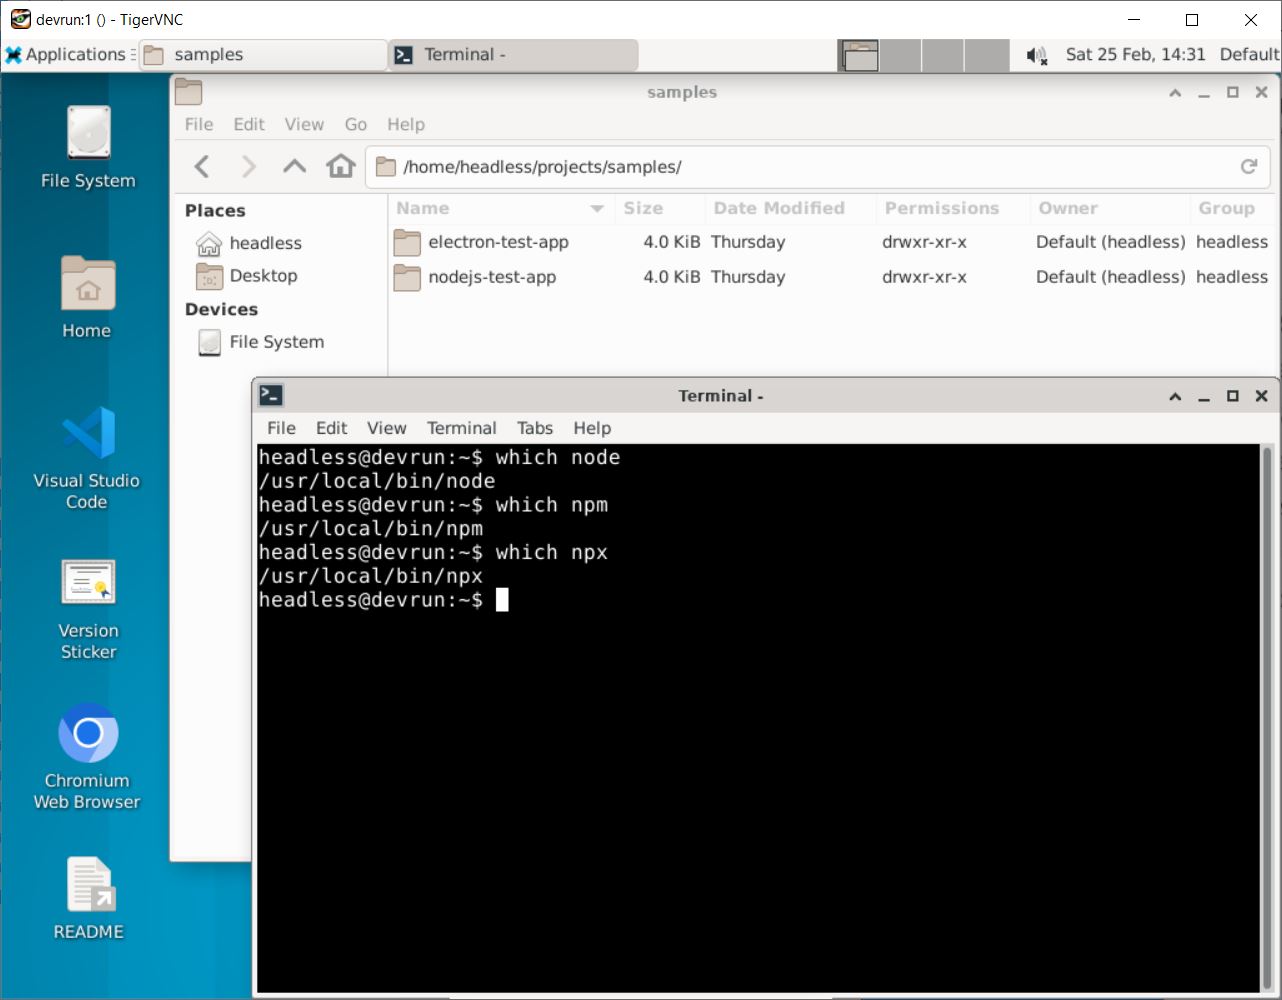 devrun:1 () - TigerVNC
Applications
samples
Terminal -
Sat 25 Feb, 14:31
Default
samples
File Edit View Go Help
/home/headless/projects/samples/
Places
headless
Desktop
Devices
File System
Name Size Date Modified Permissions Owner Group
electron-test-app 4.0 KiB Thursday drwxr-xr-x Default (headless) headless
nodejs-test-app 4.0 KiB Thursday drwxr-xr-x Default (headless) headless
File System
Home
Visual Studio
Code
Version
Sticker
Chromium
Web Browser
README
Terminal -
File Edit View Terminal Tabs Help
headless@devrun:~$ which node
/usr/local/bin/node
headless@devrun:~$ which npm
/usr/local/bin/npm
headless@devrun:~$ which npx
/usr/local/bin/npx
headless@devrun:~$